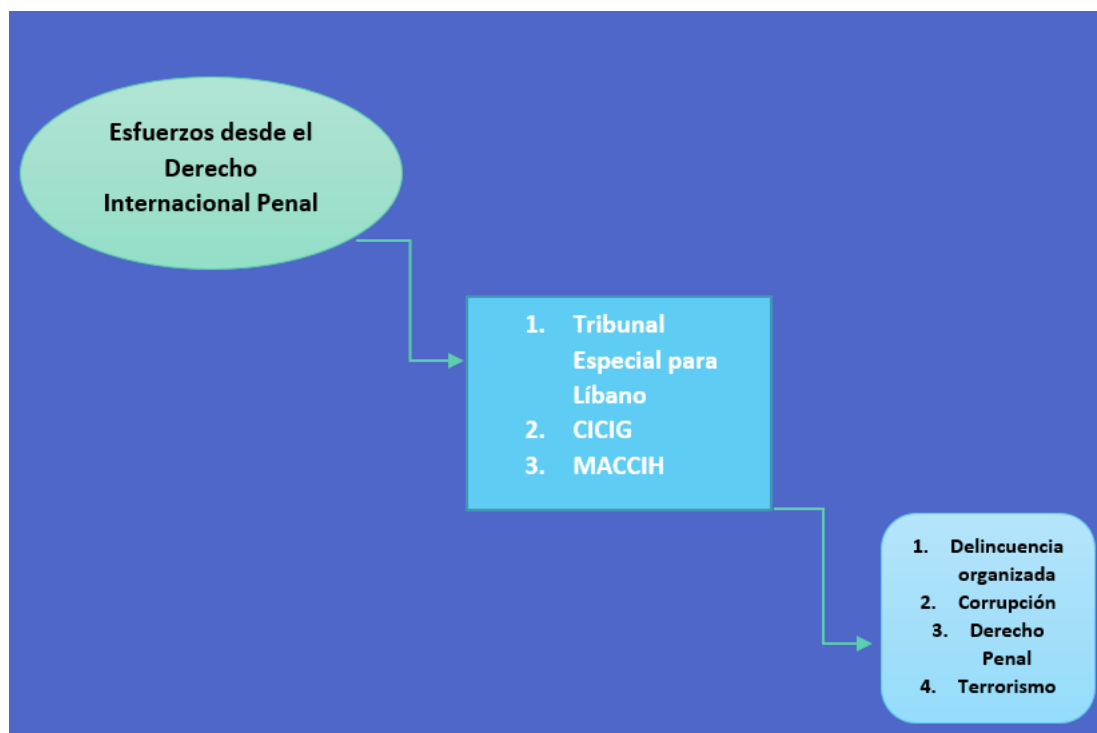 Esfuerzos desde el
Derecho
Internacional Penal
1. Tribunal
Especial para
Líbano
2. CICIG
3. MACCIH
1. Delincuencia
organizada
2. Corrupción
3. Derecho
Penal
4. Terrorismo